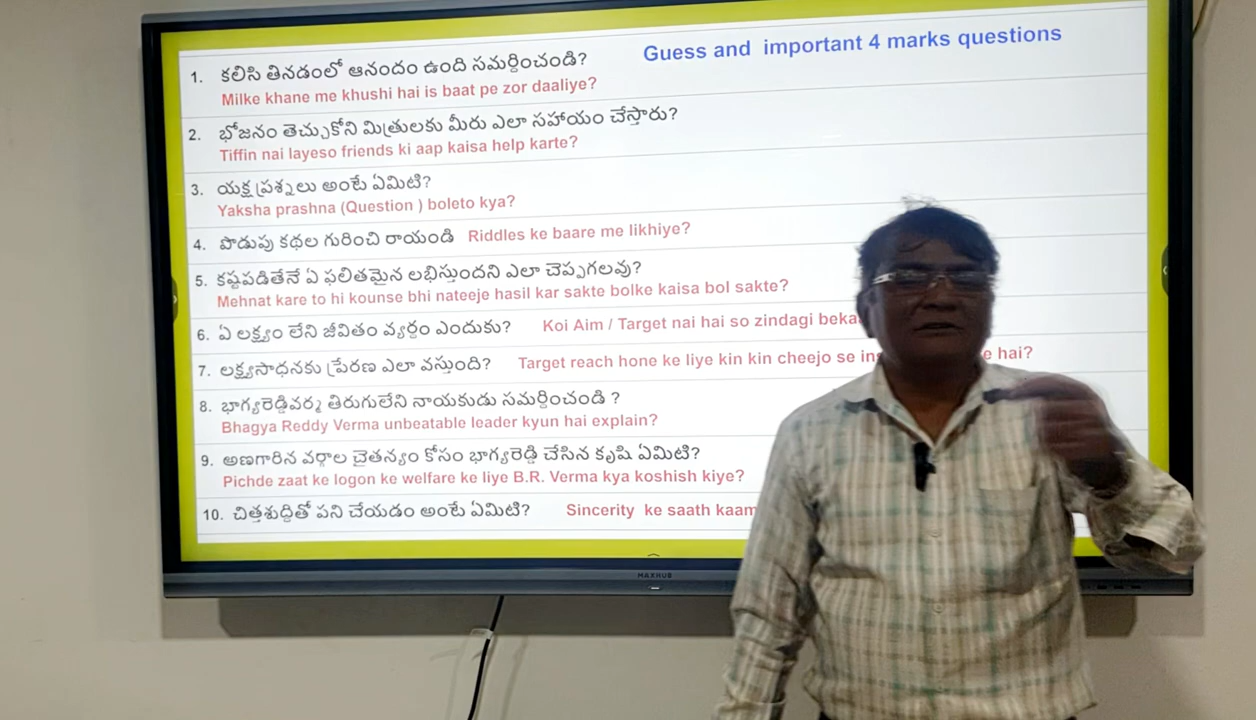 Guess and important 4 marks questions
1. కలిసి తినడంలో ఆనందం ఉంది సమర్థించండి?
Milke khane me khushi hai is baat pe zor daaliye?
2. భోజనం తెచ్చుకోని మిత్రులకు మీరు ఎలా సహాయం చేస్తారు?
Tiffin nai layeso friends ki aap kaisa help karte?
3. యక్ష ప్రశ్నలు అంటే ఏమిటి?
Yaksha prashna (Question ) boleto kya?
4. పొడుపు కథల గురించి రాయండి Riddles ke baare me likhiye?
5. కష్టపడితేనే ఏ ఫలితమైన లభిస్తుందని ఎలా చెప్పగలవు?
Mehnat kare to hi kounse bhi nateeje hasil kar sakte bolke kaisa bol sakte?
6. ఏ లక్ష్యం లేని జీవితం వ్యర్థం ఎందుకు? Koi Aim / Target nai hai so zindagi beka
7. లక్ష్యసాధనకు ప్రేరణ ఎలా వస్తుంది? Target reach hone ke liye kin kin cheejo se ins e hai?
8. భాగ్యరెడ్డివర్మ తిరుగులేని నాయకుడు సమర్థించండి ?
Bhagya Reddy Verma unbeatable leader kyun hai explain?
9. అణగారిన వర్గాల చైతన్యం కోసం భాగ్యరెడ్డి చేసిన కృషి ఏమిటి?
Pichde zaat ke logon ke welfare ke liye B.R. Verma kya koshish kiye?
10. చిత్తశుద్ధితో పని చేయడం అంటే ఏమిటి? Sincerity ke saath kaam
MAXHUB